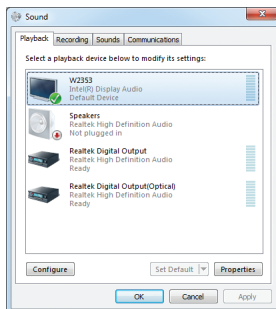 Sound
Playback Recording Sounds Communications
Select a playback device below to modify its settings:
W2353
Intel(R) Display Audio
Default Device
Speakers
Realtek High Definition Audio
Not plugged in
Realtek Digital Output
Realtek High Definition Audio
Ready
Realtek Digital Output(Optical)
Realtek High Definition Audio
Ready
Configure Set Default Properties
OK Cancel Apply